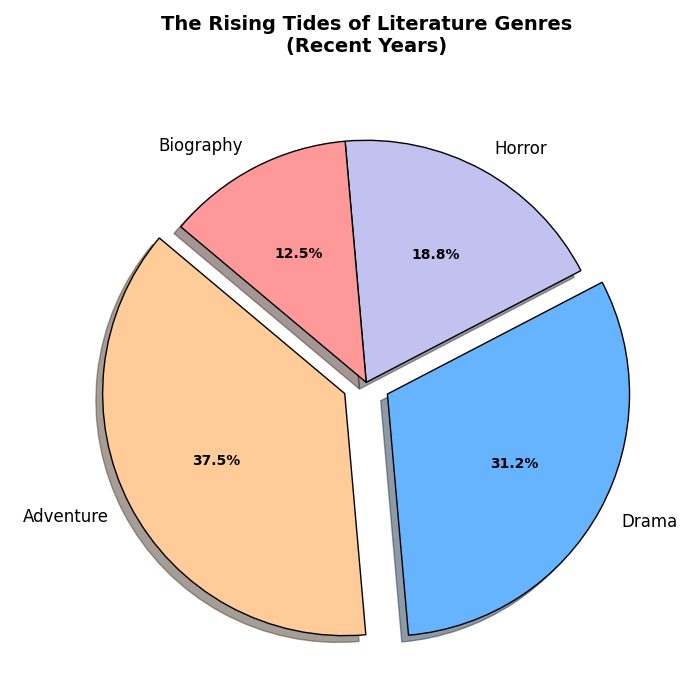 The Rising Tides of Literature Genres
(Recent Years)
Biography
Horror
12.5%
18.8%
37.5%
31.2%
Adventure
Drama